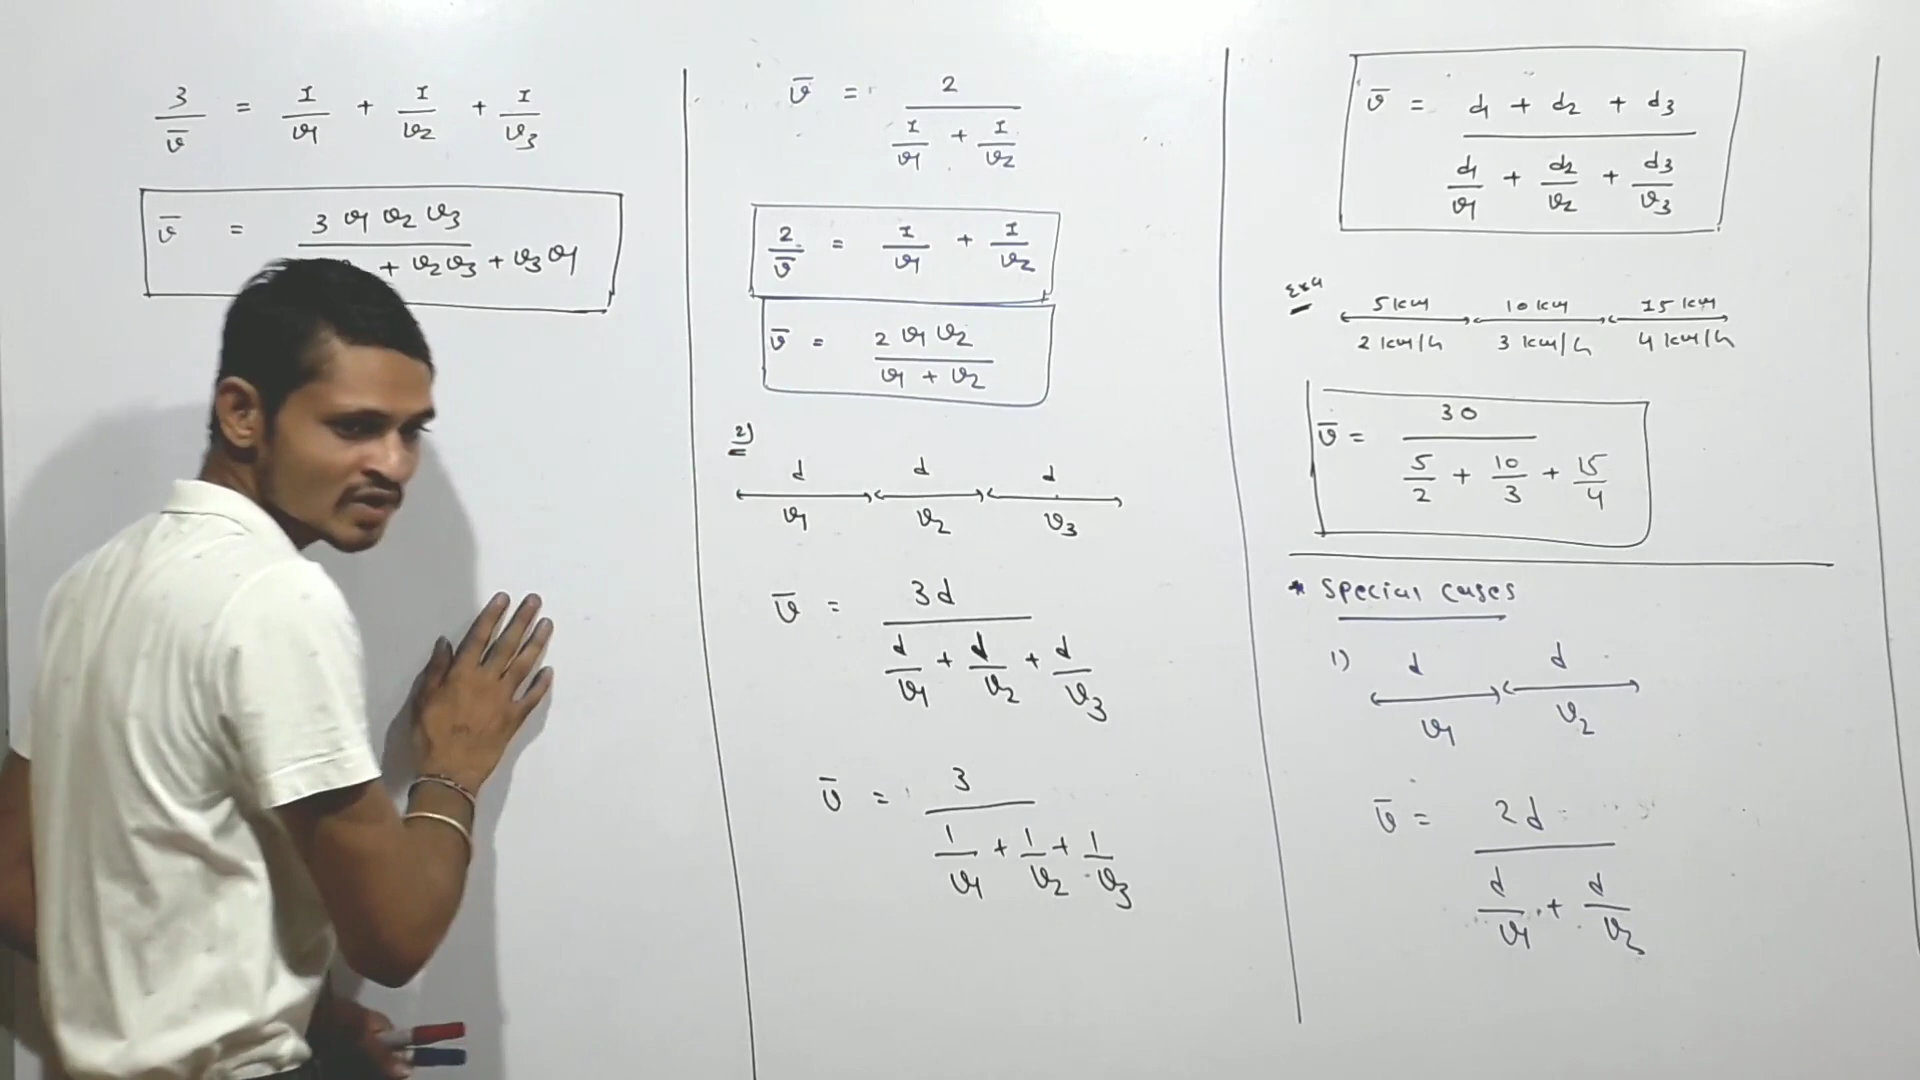 3/v̄ = 1/v1 + 1/v2 + 1/v3
v̄ = 3 v1 v2 v3 / + v2v3 + v3v1
v̄ = 2 / (1/v1 + 1/v2)
2/v̄ = 1/v1 + 1/v2
v̄ = 2 v1 v2 / (v1 + v2)
2)
d d d
v1 v2 v3
v̄ = 3d / (d/v1 + d/v2 + d/v3)
v̄ = 3 / (1/v1 + 1/v2 + 1/v3)
v̄ = (d1 + d2 + d3) / (d1/v1 + d2/v2 + d3/v3)
5 km 10 km 15 km
2 km/h 3 km/h 4 km/h
v̄ = 30 / (5/2 + 10/3 + 15/4)
* Special cases
1) d d
v1 v2
v̄ = 2d / (d/v1 + d/v2)